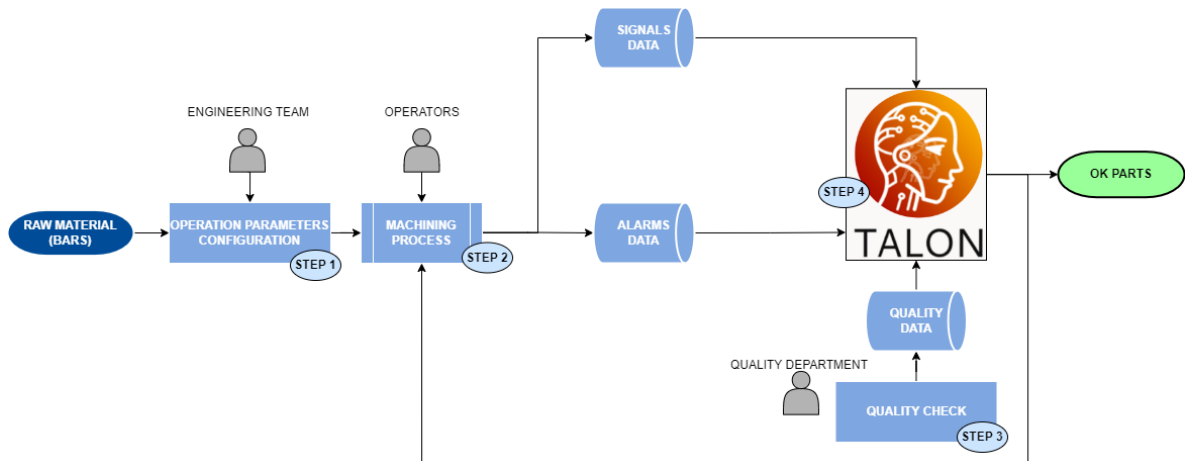 SIGNALS
DATA
ENGINEERING TEAM
OPERATORS
STEP 4
RAW MATERIAL
(BARS)
OPERATION PARAMETERS
CONFIGURATION
STEP 1
MACHINING
PROCESS
STEP 2
ALARMS
DATA
TALON
OK PARTS
QUALITY
DATA
QUALITY DEPARTMENT
QUALITY CHECK
STEP 3